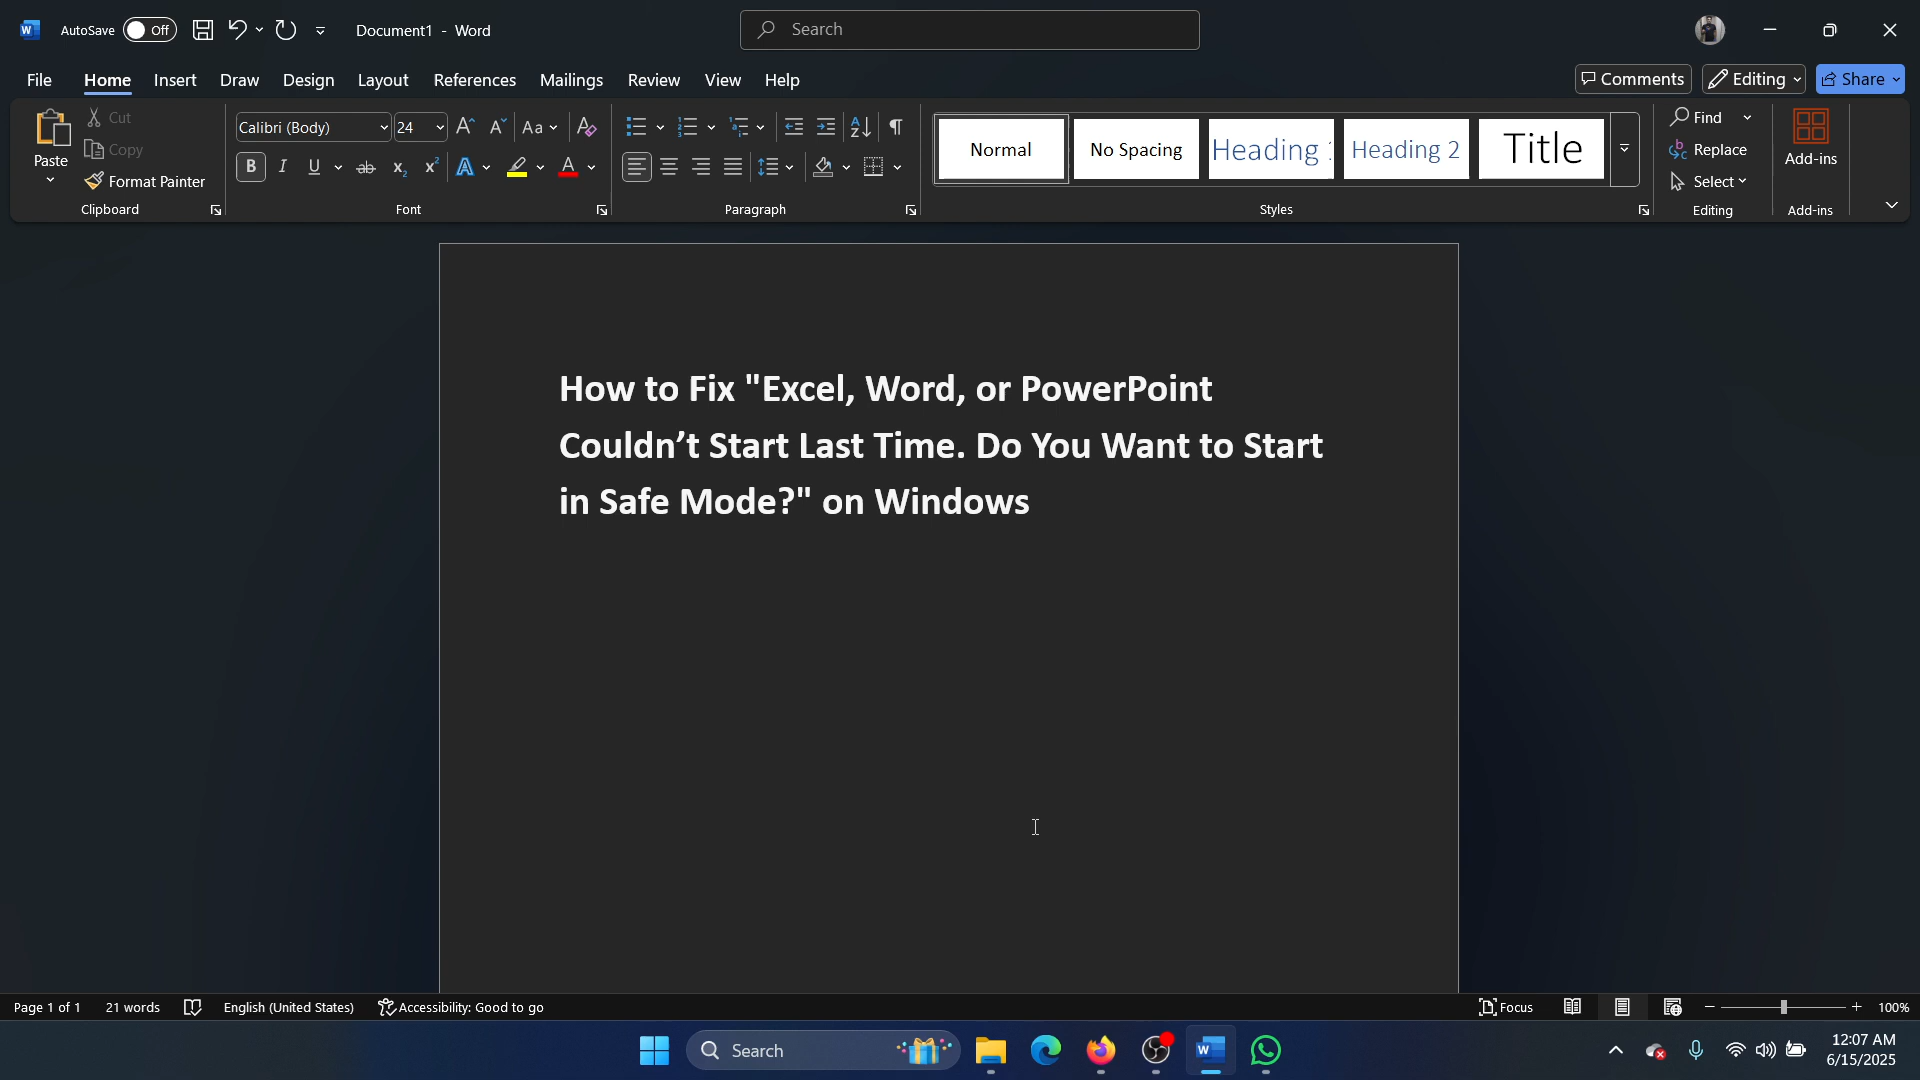 AutoSave Off Document1 - Word Search
File Home Insert Draw Design Layout References Mailings Review View Help Comments Editing Share
Paste Cut Copy Format Painter Clipboard
Calibri (Body) 24 Aa
B I U ab x₂ x² A A
Font
Paragraph
Normal No Spacing Heading 1 Heading 2 Title
Styles
Find
Replace
Select
Editing
Add-ins
Add-ins
How to Fix "Excel, Word, or PowerPoint
Couldn’t Start Last Time. Do You Want to Start
in Safe Mode?" on Windows
Page 1 of 1 21 words English (United States) Accessibility: Good to go Focus 100%
Search 12:07 AM
6/15/2025